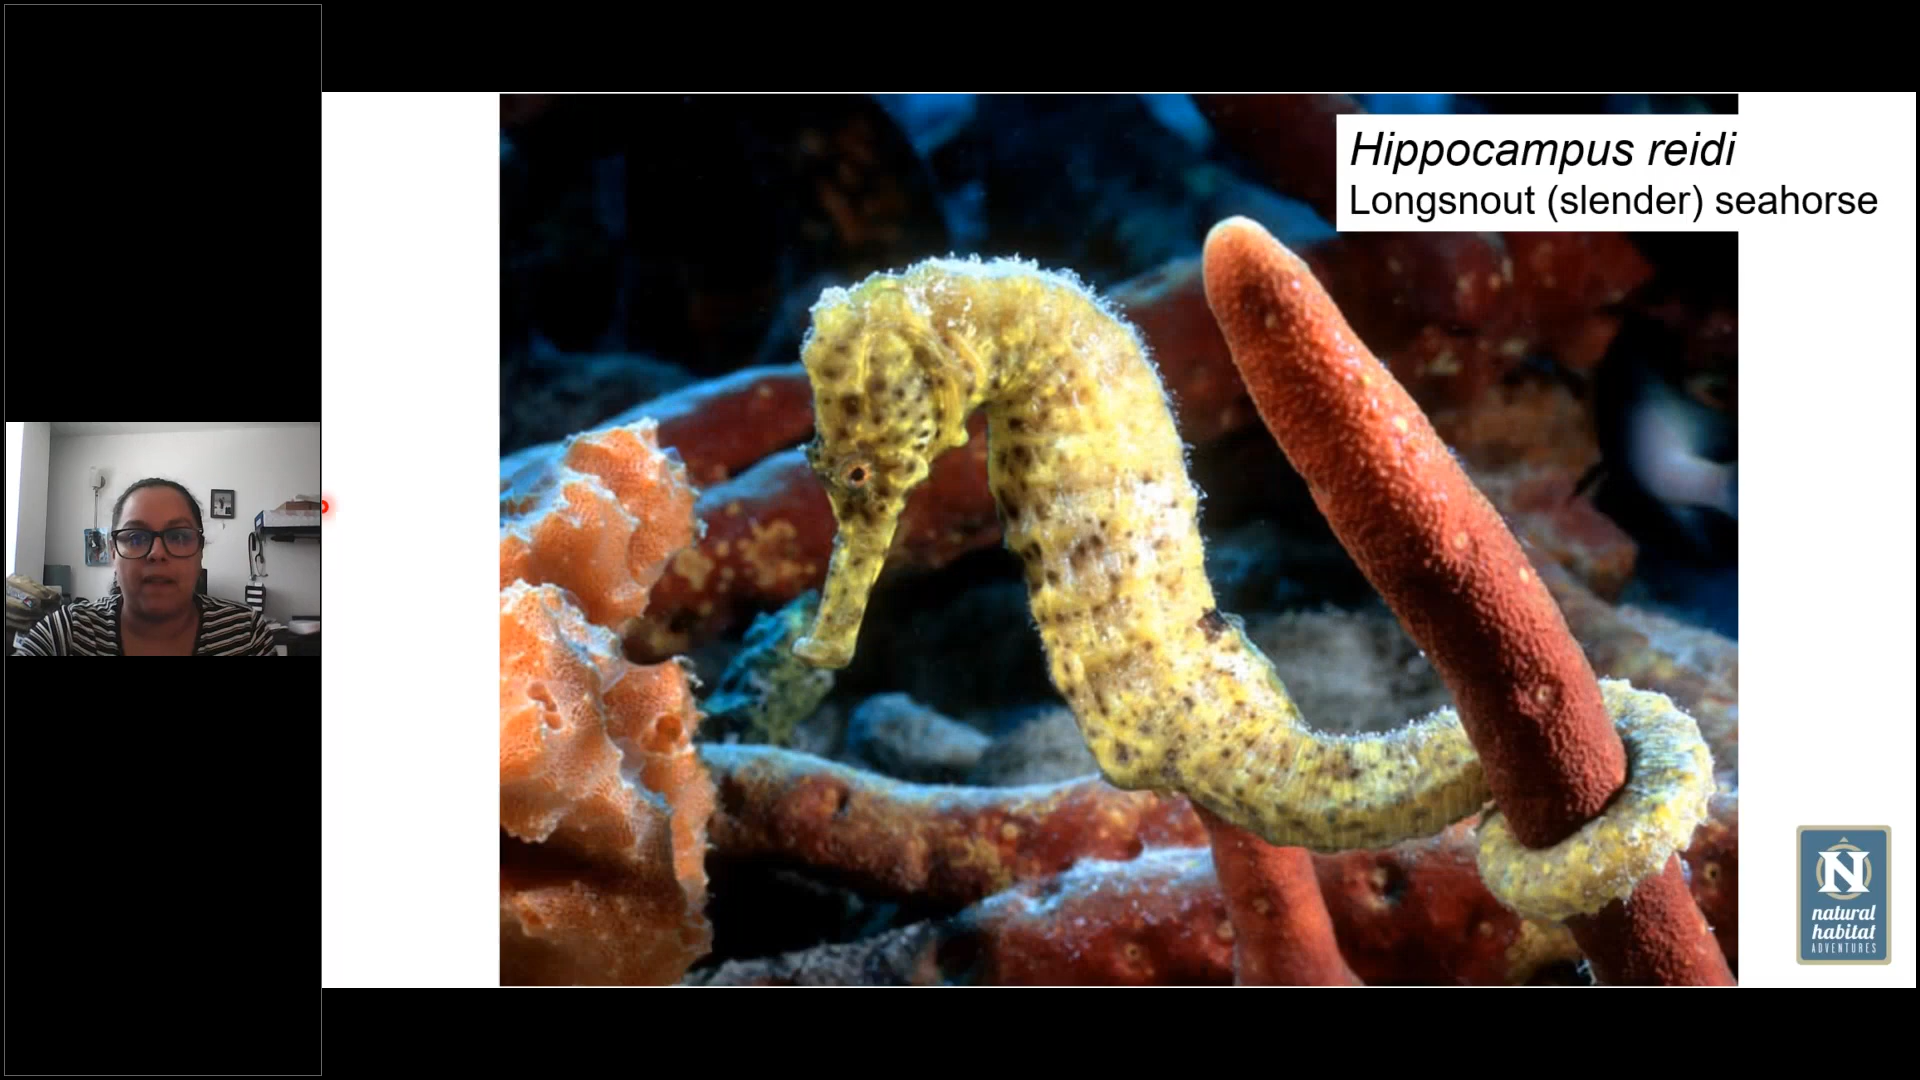 Hippocampus reidi
Longsnout (slender) seahorse
N
natural
habitat
ADVENTURES